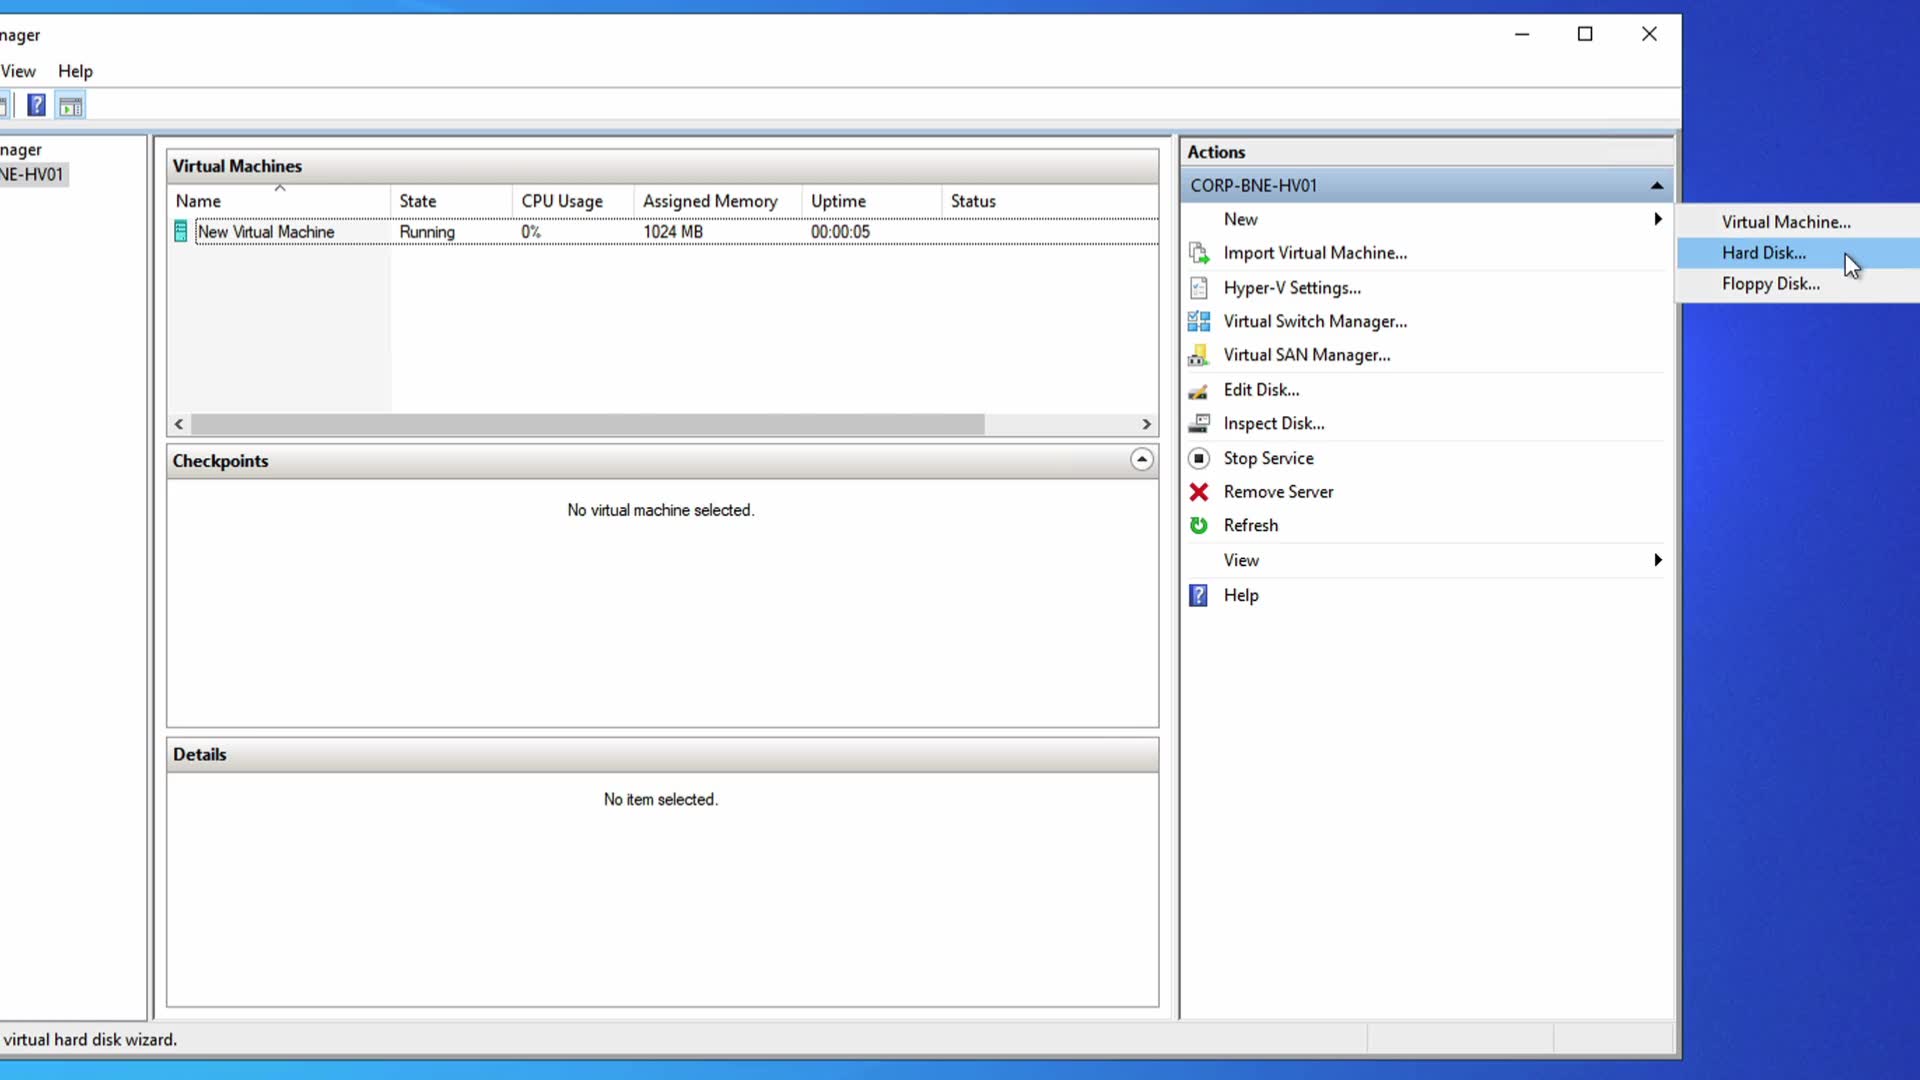 nager
View Help
nager
NE-HV01
Virtual Machines
Name State CPU Usage Assigned Memory Uptime Status
New Virtual Machine Running 0% 1024 MB 00:00:05
Checkpoints
No virtual machine selected.
Details
No item selected.
Actions
CORP-BNE-HV01
New
Import Virtual Machine...
Hyper-V Settings...
Virtual Switch Manager...
Virtual SAN Manager...
Edit Disk...
Inspect Disk...
Stop Service
Remove Server
Refresh
View
Help
Virtual Machine...
Hard Disk...
Floppy Disk...
virtual hard disk wizard.